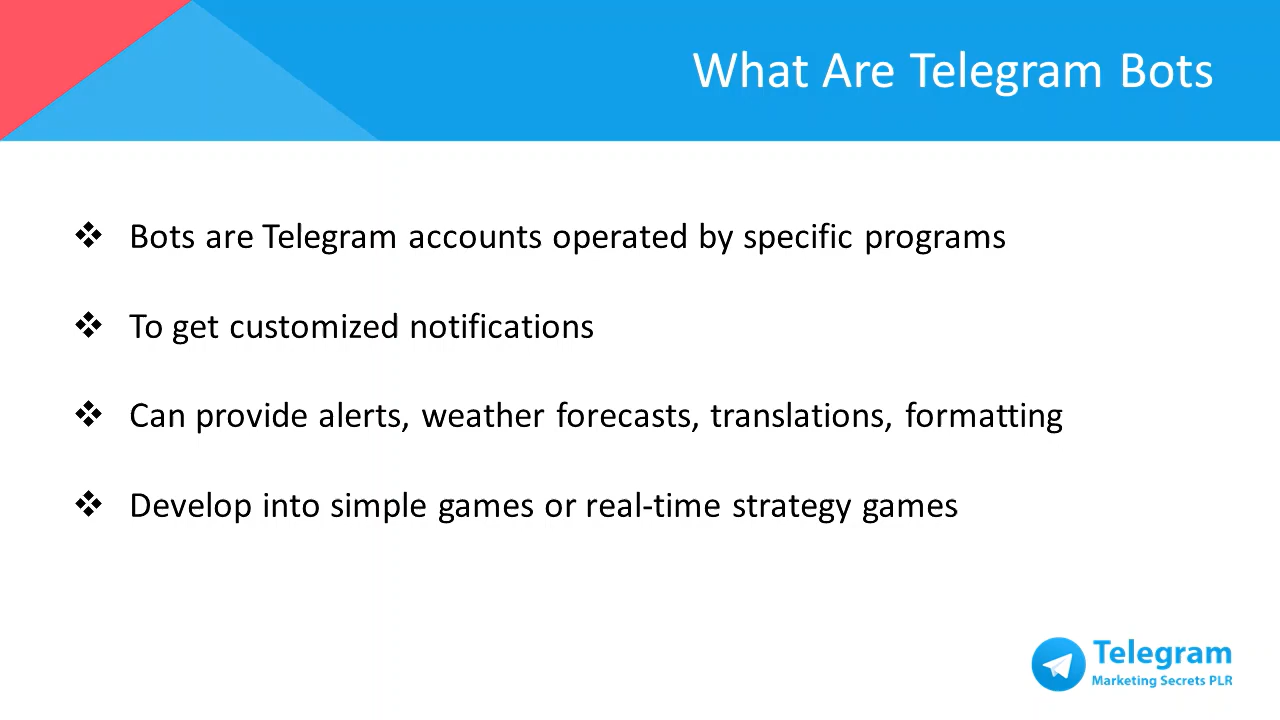 What Are Telegram Bots
❖ Bots are Telegram accounts operated by specific programs
❖ To get customized notifications
❖ Can provide alerts, weather forecasts, translations, formatting
❖ Develop into simple games or real-time strategy games
Telegram
Marketing Secrets PLR